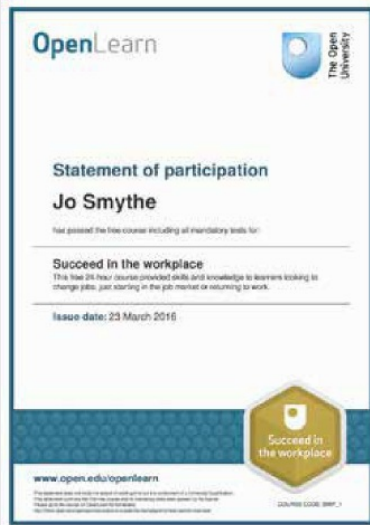 OpenLearn
The Open
University
Statement of participation
Jo Smythe
has passed the free course including all mandatory tests for:
Succeed in the workplace
This free 24-hour course provided skills and knowledge to learners looking to
change jobs, just starting in the job market or returning to work.
Issue date: 23 March 2016
Succeed in
the workplace
www.open.edu/openlearn
COURSE CODE: